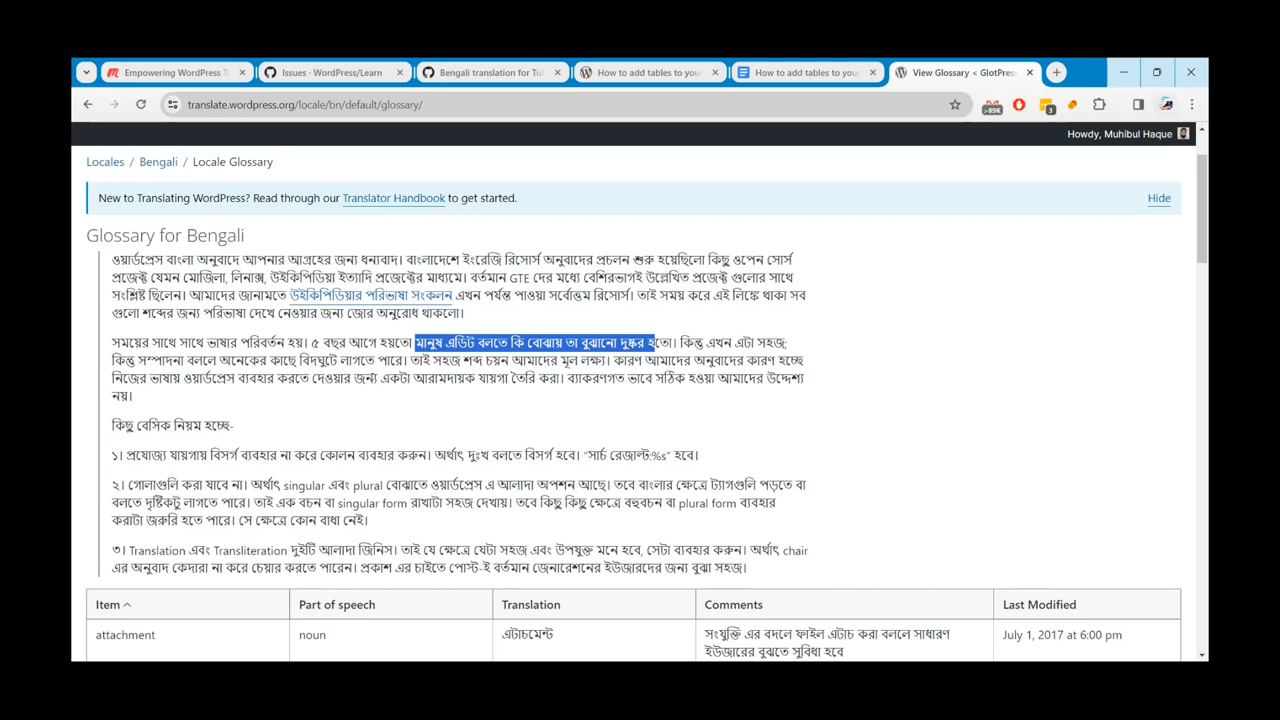 Empowering WordPress T
Issues · WordPress/Learn
Bengali translation for Tut
How to add tables to your
How to add tables to your
View Glossary < GlotPress
translate.wordpress.org/locale/bn/default/glossary/
>89K
3
Howdy, Muhibul Haque
Locales / Bengali / Locale Glossary
New to Translating WordPress? Read through our Translator Handbook to get started.
Hide
Glossary for Bengali
ওয়ার্ডপ্রেস বাংলা অনুবাদে আপনার আগ্রহের জন্য ধন্যবাদ। বাংলাদেশে ইংরেজি রিসোর্স অনুবাদের প্রচলন শুরু হয়েছিলো কিছু ওপেন সোর্স
প্রজেক্ট যেমন মোজিলা, লিনাক্স, উইকিপিডিয়া ইত্যাদি প্রজেক্টের মাধ্যমে। বর্তমান GTE দের মধ্যে বেশিরভাগই উল্লেখিত প্রজেক্ট গুলোর সাথে
সংশ্লিষ্ট ছিলেন। আমাদের জানামতে উইকিপিডিয়ার পরিভাষা সংকলন এখন পর্যন্ত পাওয়া সর্বোত্তম রিসোর্স। তাই সময় করে এই লিঙ্কে থাকা সব
গুলো শব্দের জন্য পরিভাষা দেখে নেওয়ার জন্য জোর অনুরোধ থাকলো।
সময়ের সাথে সাথে ভাষার পরিবর্তন হয়। ৫ বছর আগে হয়তো মানুষ এডিট বলতে কি বোঝায় তা বুঝানো দুষ্কর হতো। কিন্তু এখন এটা সহজ;
কিন্তু সম্পাদনা বললে অনেকের কাছে বিদঘুটে লাগতে পারে। তাই সহজ শব্দ চয়ন আমাদের মূল লক্ষ্য। কারণ আমাদের অনুবাদের কারণ হচ্ছে
নিজের ভাষায় ওয়ার্ডপ্রেস ব্যবহার করতে দেওয়ার জন্য একটা আরামদায়ক যায়গা তৈরি করা। ব্যাকরণগত ভাবে সঠিক হওয়া আমাদের উদ্দেশ্য
নয়।
কিছু বেসিক নিয়ম হচ্ছে-
১। প্রযোজ্য যায়গায় বিসর্গ ব্যবহার না করে কোলন ব্যবহার করুন। অর্থাৎ দুঃখ বলতে বিসর্গ হবে। “সার্চ রেজাল্ট:%s” হবে।
২। গোলাগুলি করা যাবে না। অর্থাৎ singular এবং plural বোঝাতে ওয়ার্ডপ্রেস এ আলাদা অপশন আছে। তবে বাংলার ক্ষেত্রে ট্যাগগুলি পড়তে বা
বলতে দৃষ্টিকটু লাগতে পারে। তাই এক বচন বা singular form রাখাটা সহজ দেখায়। তবে কিছু কিছু ক্ষেত্রে বহুবচন বা plural form ব্যবহার
করাটা জরুরি হতে পারে। সে ক্ষেত্রে কোন বাধা নেই।
৩। Translation এবং Transliteration দুইটি আলাদা জিনিস। তাই যে ক্ষেত্রে যেটা সহজ এবং উপযুক্ত মনে হবে, সেটা ব্যবহার করুন। অর্থাৎ chair
এর অনুবাদ কেদারা না করে চেয়ার করতে পারেন। প্রকাশ এর চাইতে পোস্ট-ই বর্তমান জেনারেশনের ইউজারদের জন্য বুঝা সহজ।
Item Part of speech Translation Comments Last Modified
attachment noun এটাচমেন্ট সংযুক্তি এর বদলে ফাইল এটাচ করা বললে সাধারণ July 1, 2017 at 6:00 pm
ইউজারের বুঝতে সুবিধা হবে